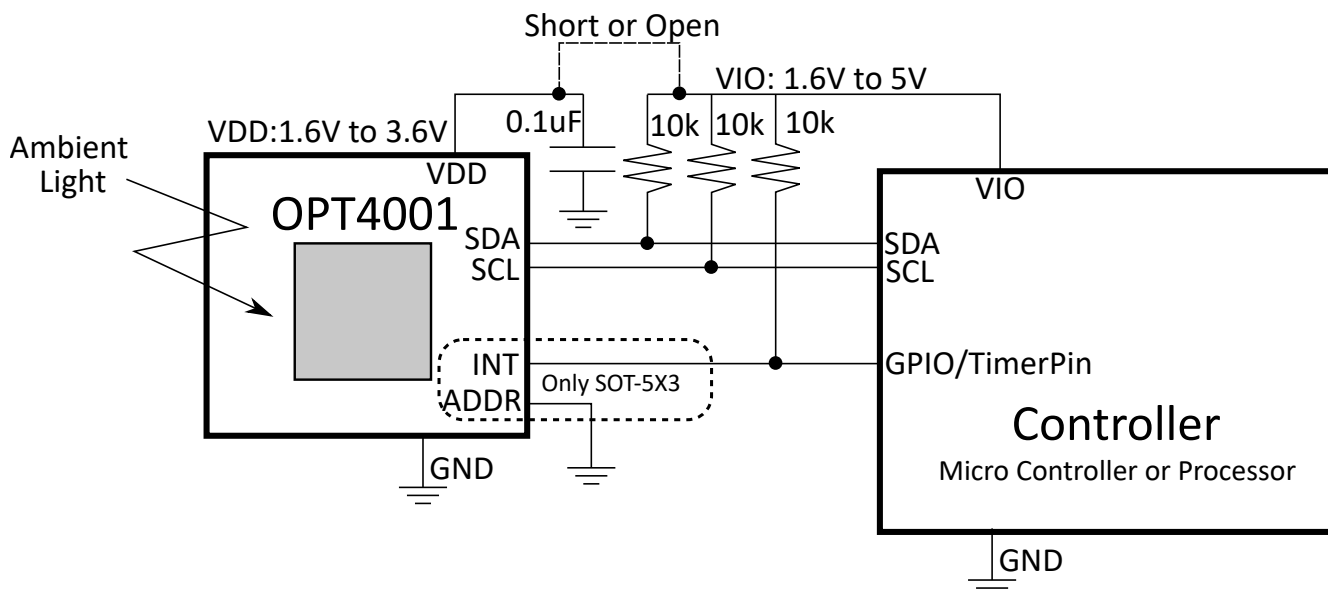 Short or Open
VIO: 1.6V to 5V
VDD:1.6V to 3.6V
0.1uF
10k
10k
10k
Ambient
Light
VDD
OPT4001
SDA
SCL
INT
ADDR
Only SOT-5X3
GND
VIO
SDA
SCL
GPIO/TimerPin
Controller
Micro Controller or Processor
GND